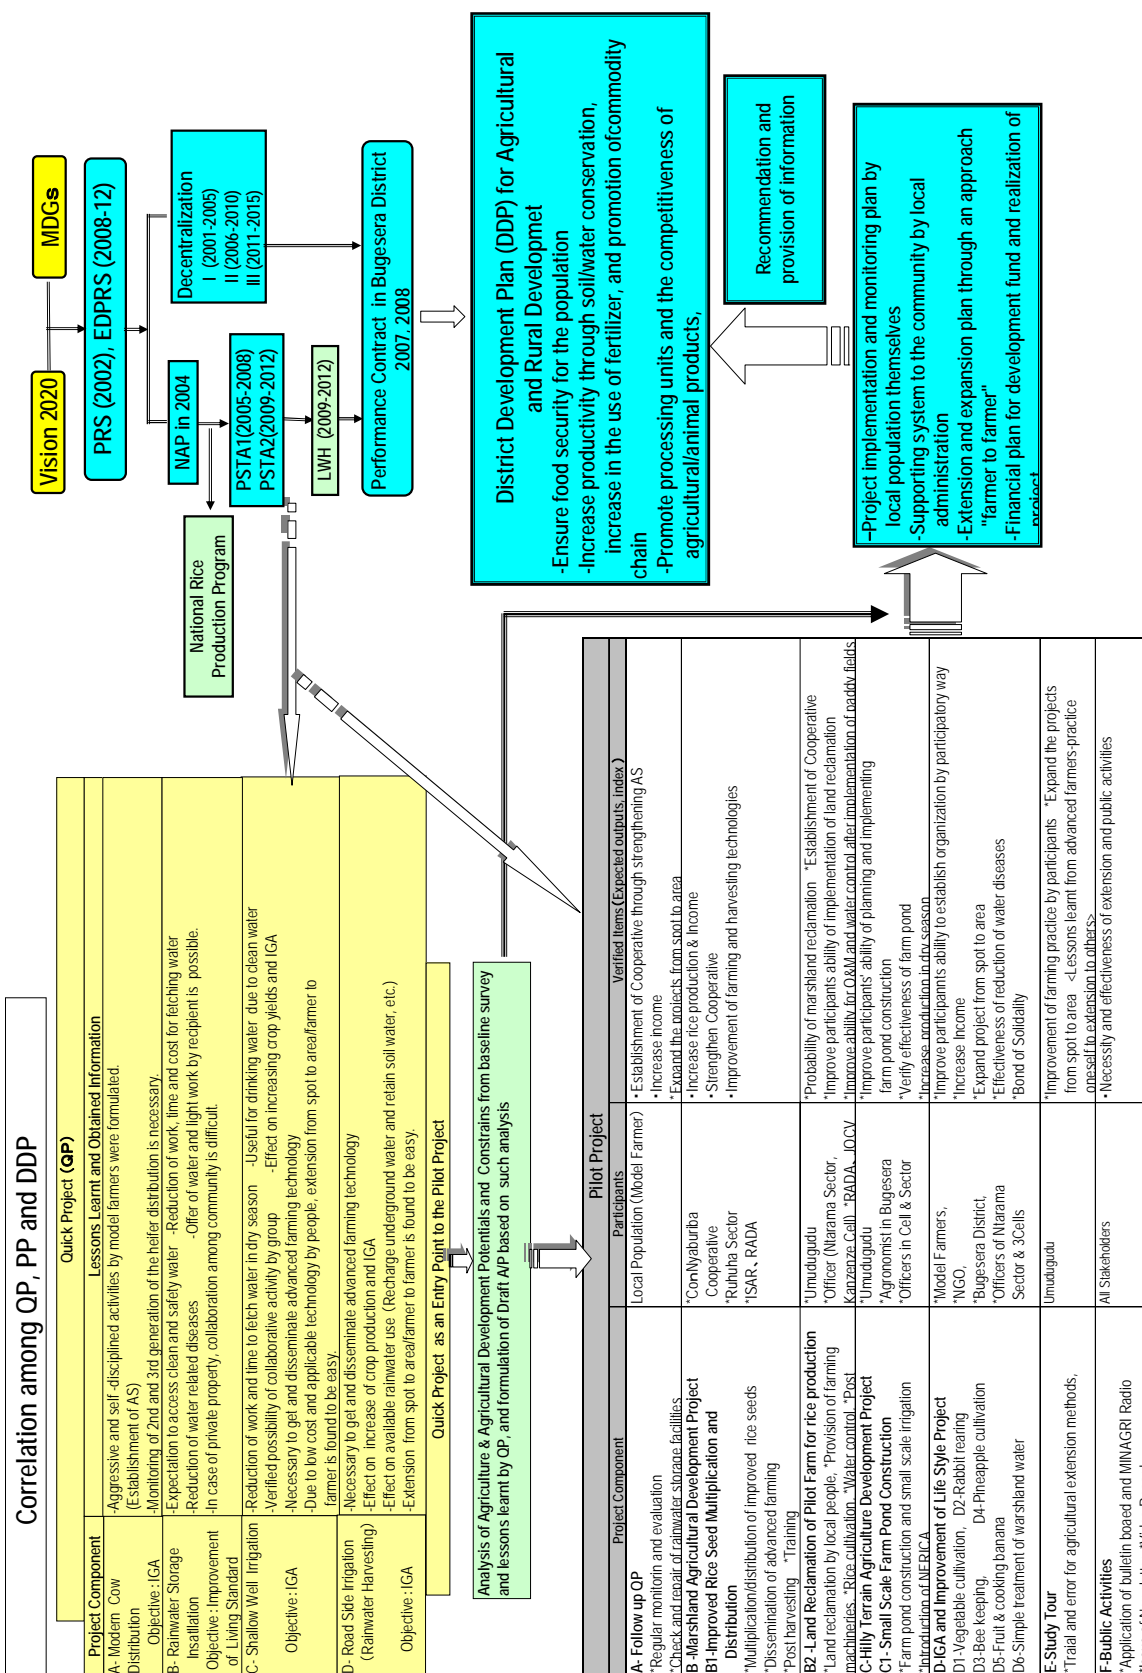 Correlation among QP, PP and DDP
Quick Project (QP)
Project Component
Lessons Learnt and Obtained Information
A- Modern Cow
Distribution
Objective : IGA
-Aggressive and self -disciplined activities by model farmers were formulated.
(Establishment of AS)
-Monitoring of 2nd and 3rd generation of the heifer distribution is necessary.
B- Rainwater Storage
Insatllation
Objective : Improvement
of Living Standard
-Expectation to access clean and safety water -Reduction of work, time and cost for fetching water
-Reduction of water related diseases -Offer of water and light work by recipient is possible.
-In case of private property, collaboration among community is difficult.
C- Shallow Well Irrigation
Objective : IGA
-Reduction of work and time to fetch water in dry season -Useful for drinking water due to clean water
-Verified possibility of collaborative activity by group -Effect on increasing crop yields and IGA
-Necessary to get and disseminate advanced farming technology
-Due to low cost and applicable technology by people, extension from spot to area/farmer to
farmer is found to be easy.
D- Road Side Irrigation
(Rainwater Harvesting)
Objective : IGA
-Necessary to get and disseminate advanced farming technology
-Effect on increase of crop production and IGA
-Effect on available rainwater use (Recharge underground water and retain soil water, etc.)
-Extension from spot to area/farmer to farmer is found to be easy.
Quick Project as an Entry Point to the Pilot Project
Analysis of Agriculture & Agricultural Development Potentials and Constrains from baseline survey
and lessons learnt by QP, and formulation of Draft A/P based on such analysis
Pilot Project
Project Component
Participants
Verified Items (Expected outputs, index )
A- Follow up QP
*Regular monitorin and evaluation
*Check and repair of rainwater storage facilities
Local Population (Model Farmer)
• Establishment of Cooperative through strengthening AS
• Increase Income
*Expand the projects from spot to area
B -Marshland Agricultural Development Project
B1-Improved Rice Seed Multiplication and
Distribution
*Multiplication/distribution of improved rice seeds
*Dissemination of advanced farming
*Post harvesting *Training
*ConNyaburiba
Cooperative
*Ruhuha Sector
*ISAR、RADA
• Increase rice production & Income
• Strengthen Cooperative
• Improvement of farming and harvesting technologies
B2 -Land Reclamation of Pilot Farm for rice production
*Land reclamation by local people, *Provision of farming
machineries, *Rice cultivation, *Water control, *Post
*Umudugudu
*Officer (Ntarama Sector,
Kanzenze Cell) *RADA、JOCV
*Probability of marshland reclamation *Establishment of Cooperative
*Improve participants ability of implementation of land reclamation
*Improve ability for O&M and water control after implementation of paddy fields
C-Hilly Terrain Agriculture Development Project
C1- Small Scale Farm Pond Construction
*Farm pond construction and small scale irrigation
*Introduction of NERICA
*Umudugudu
*Agronomist in Bugesera
*Officers in Cell & Sector
*Improve participants' ability of planning and implementing
farm pond construction
*Verify effectiveness of farm pond
*Increase production in dry season
D-IGA and Improvement of Life Style Project
D1-Vegetable cultivation, D2-Rabbit rearing
D3-Bee keeping, D4-Pineapple cultivation
D5-Fruit & cooking banana
D6-Simple treatment of warshland water
*Model Farmers,
*NGO,
*Bugesera District,
*Officers of Ntarama
Sector & 3Cells
*Improve participannts ability to establish organization by participatory way
*Increase Income
*Expand project from spot to area
*Effectiveness of reduction of water diseases
*Bond of Solidality
E-Study Tour
*Traial and error for agricultural extension methods,
Umudugudu
*Improvement of farming practice by participants *Expand the projects
from spot to area <Lessons learnt from advanced farmers-practice
oneself to extension to others>
F-Public Activities
*Application of bulletin boaed and MINAGRI Radio
All Stakeholders
• Necessity and effectiveness of extension and public activities
Vision 2020
MDGs
PRS (2002), EDPRS (2008-12)
NAP in 2004
Decentralization
I (2001-2005)
II (2006-2010)
III (2011-2015)
National Rice
Production Program
PSTA1(2005-2008)
PSTA2(2009-2012)
LWH (2009-2012)
Performance Contract in Bugesera District
2007, 2008
District Development Plan (DDP) for Agricultural
and Rural Developmet
-Ensure food security for the population
-Increase productivity through soil/water conservation,
increase in the use of fertilizer, and promotion ofcommodity
chain
-Promote processing units and the competitiveness of
agricultural/animal products,
Recommendation and
provision of information
-Project implementation and monitoring plan by
local population themselves
-Supporting system to the community by local
administration
-Extension and expansion plan through an approach
"farmer to farmer"
-Financial plan for development fund and realization of
project